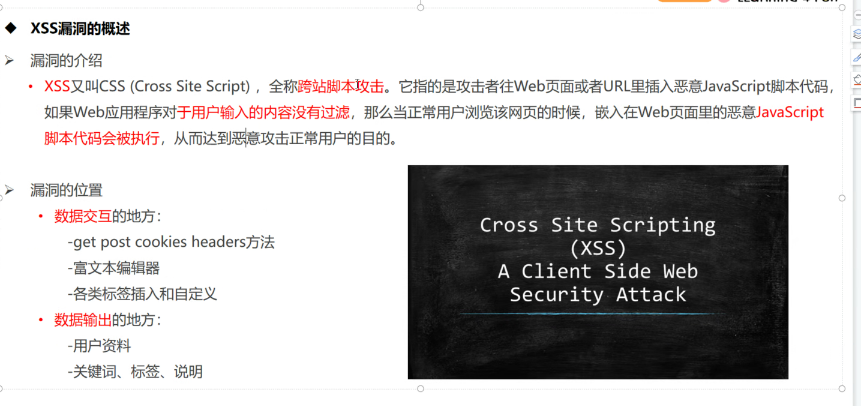 ◆ XSS漏洞的概述
➢ 漏洞的介绍
• XSS又叫CSS (Cross Site Script) ，全称跨站脚本攻击。它指的是攻击者往Web页面或者URL里插入恶意JavaScript脚本代码，
如果Web应用程序对于用户输入的内容没有过滤，那么当正常用户浏览该网页的时候，嵌入在Web页面里的恶意JavaScript
脚本代码会被执行，从而达到恶意攻击正常用户的目的。
➢ 漏洞的位置
• 数据交互的地方：
-get post cookies headers方法
-富文本编辑器
-各类标签插入和自定义
• 数据输出的地方：
-用户资料
-关键词、标签、说明
Cross Site Scripting
(XSS)
A Client Side Web
Security Attack